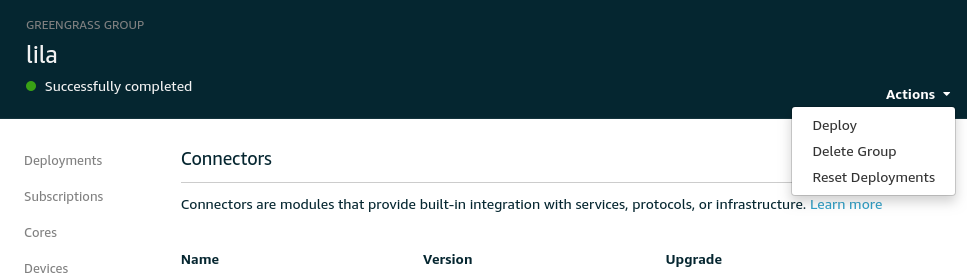 GREENGRASS GROUP
lila
Successfully completed
Actions
Deploy
Delete Group
Reset Deployments
Deployments
Subscriptions
Cores
Devices
Connectors
Connectors are modules that provide built-in integration with services, protocols, or infrastructure. Learn more
Name Version Upgrade